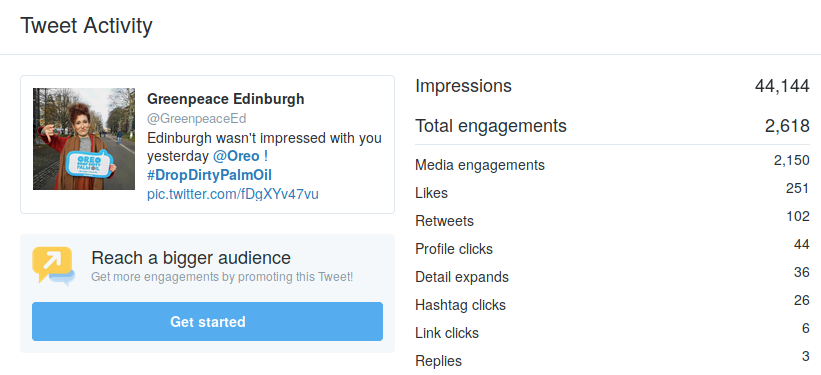 Tweet Activity
Greenpeace Edinburgh
@GreenpeaceEd
Edinburgh wasn't impressed with you
yesterday @Oreo !
#DropDirtyPalmOil
pic.twitter.com/fDgXYv47vu
OREO
DROP DIRTY
PALM OIL
Reach a bigger audience
Get more engagements by promoting this Tweet!
Get started
Impressions 44,144
Total engagements 2,618
Media engagements 2,150
Likes 251
Retweets 102
Profile clicks 44
Detail expands 36
Hashtag clicks 26
Link clicks 6
Replies 3